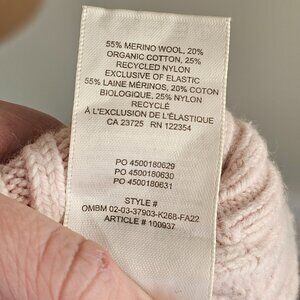 55% MERINO WOOL, 20%
ORGANIC COTTON, 25%
RECYCLED NYLON
EXCLUSIVE OF ELASTIC
55% LAINE MÉRINOS, 20% COTON
BIOLOGIQUE, 25% NYLON
RECYCLÉ
À L'EXCLUSION DE L'ÉLASTIQUE
CA 23725 RN 122354
PO 4500180629
PO 4500180630
PO 4500180631
STYLE #
OMBM 02-03-37903-K268-FA22
ARTICLE # 100937